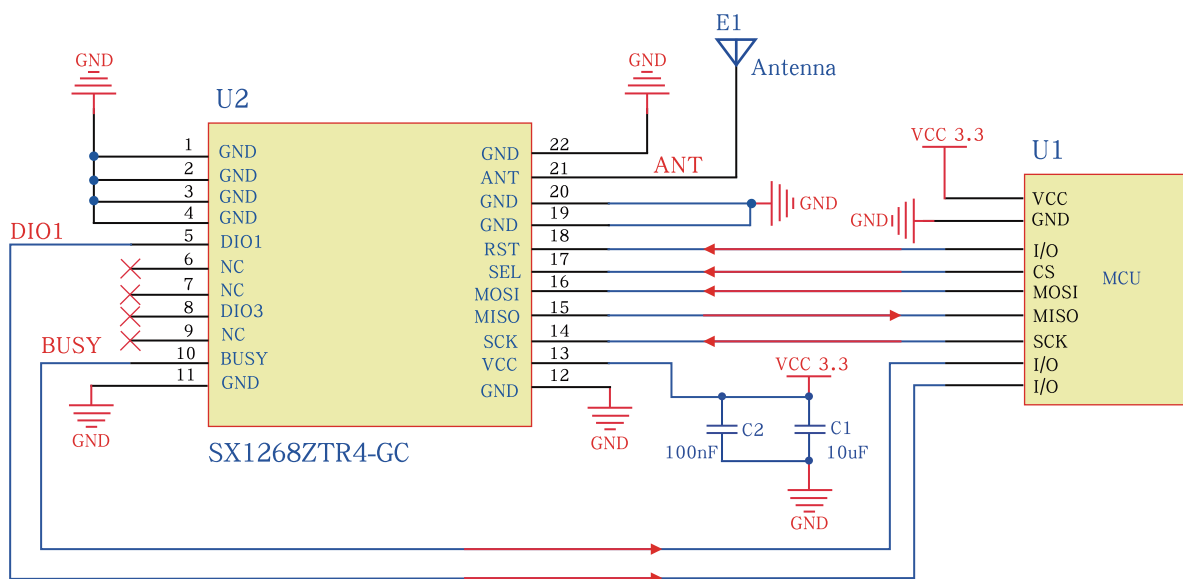 E1
Antenna
GND
GND
U2
VCC 3.3
U1
1 GND
2 GND
3 GND
4 GND
DIO1
5 DIO1
6 NC
7 NC
8 DIO3
9 NC
BUSY
10 BUSY
11 GND
GND
GND 22
ANT 21
ANT
GND 20
GND 19
GND
RST 18
SEL 17
MOSI 16
MISO 15
SCK 14
VCC 13
GND 12
GND
VCC
GND
GND
I/O
CS
MOSI
MISO
SCK
I/O
I/O
MCU
VCC 3.3
C2
100nF
C1
10uF
GND
SX1268ZTR4-GC